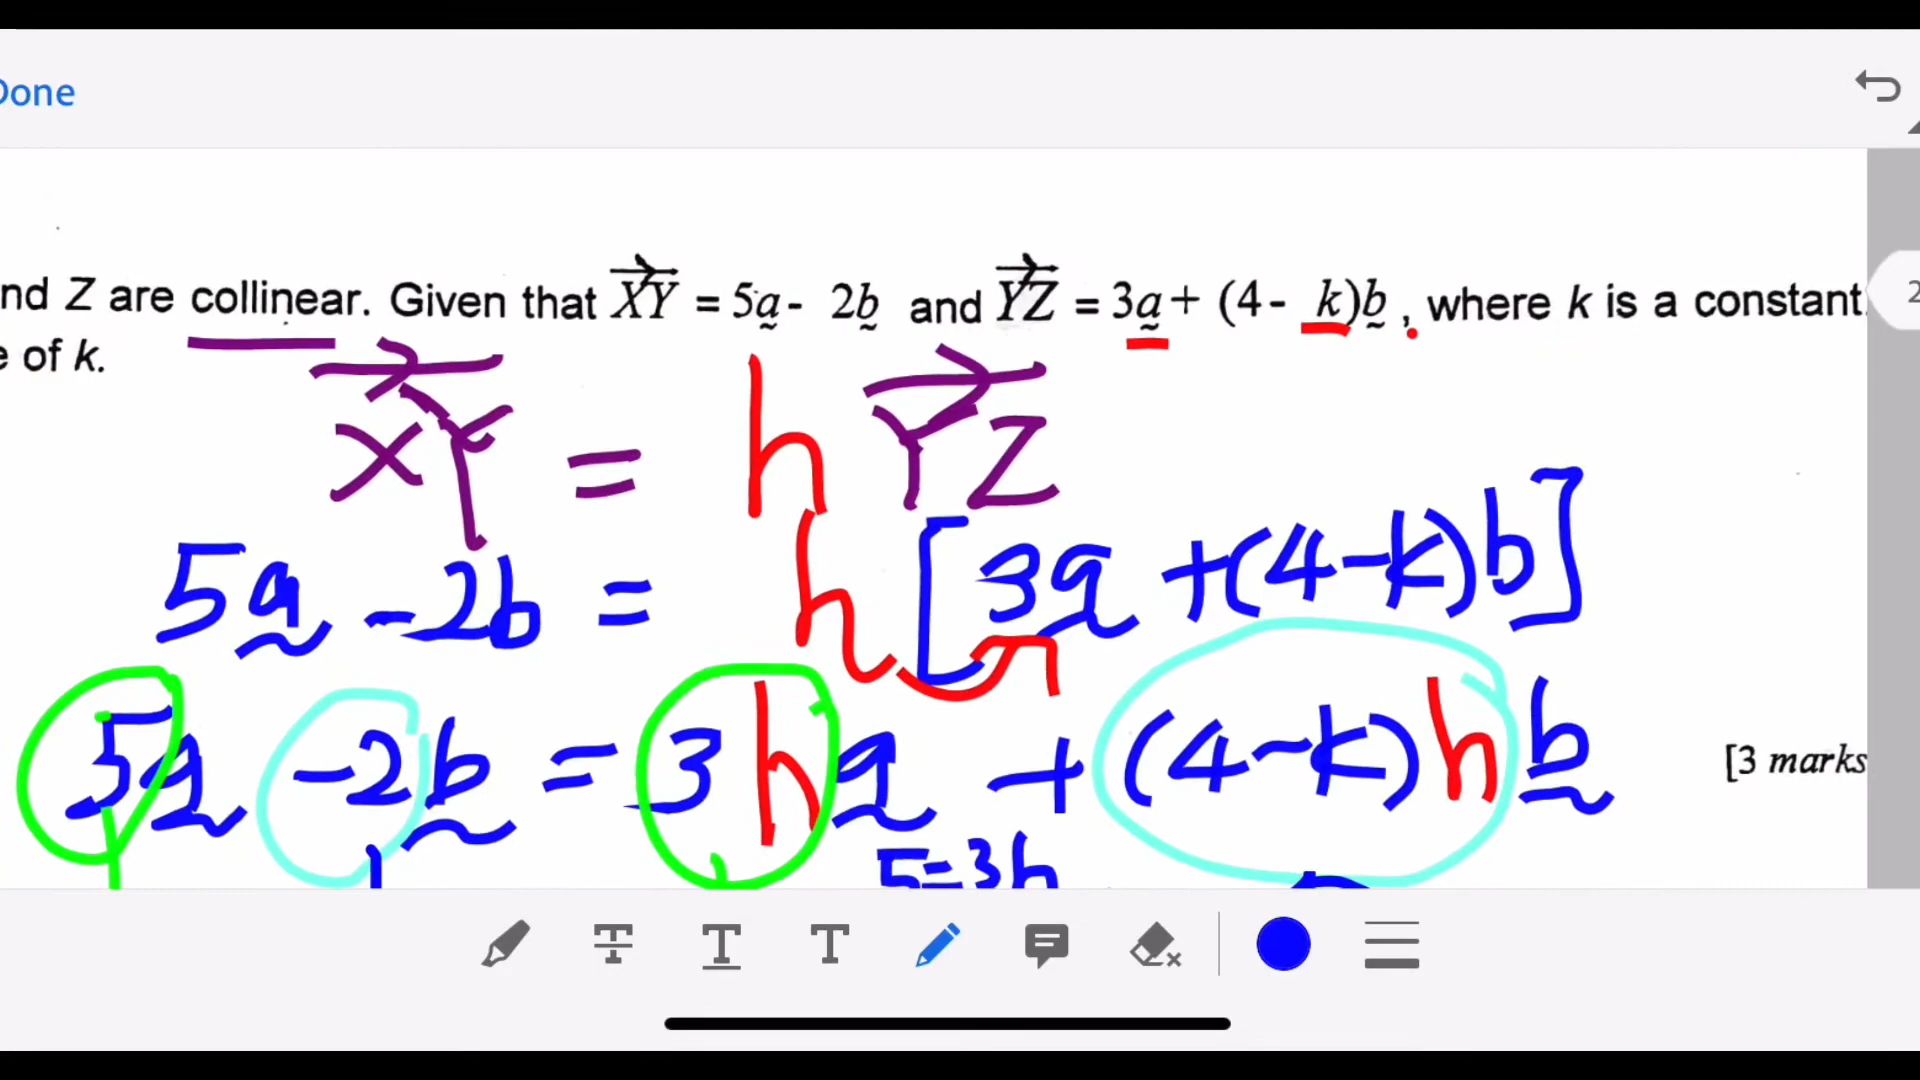 Done
nd Z are collinear. Given that XY = 5a - 2b and YZ = 3a + (4 - k)b, where k is a constant.
e of k.
XY = h YZ
5a - 2b = h [3a + (4-k)b]
5a - 2b = 3ha + (4-k)hb
[3 marks
5=3h
2